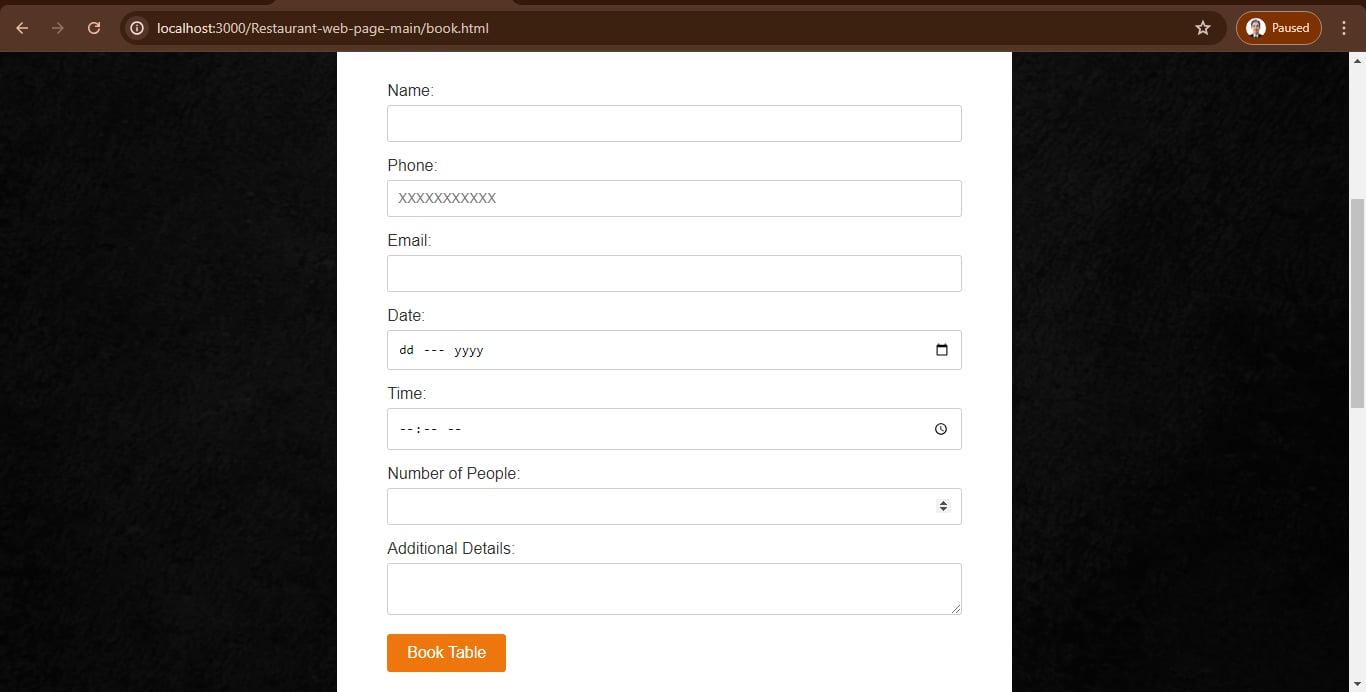 localhost:3000/Restaurant-web-page-main/book.html
Paused
Name:
Phone:
XXXXXXXXXXX
Email:
Date:
dd --- yyyy
Time:
--:-- --
Number of People:
Additional Details:
Book Table